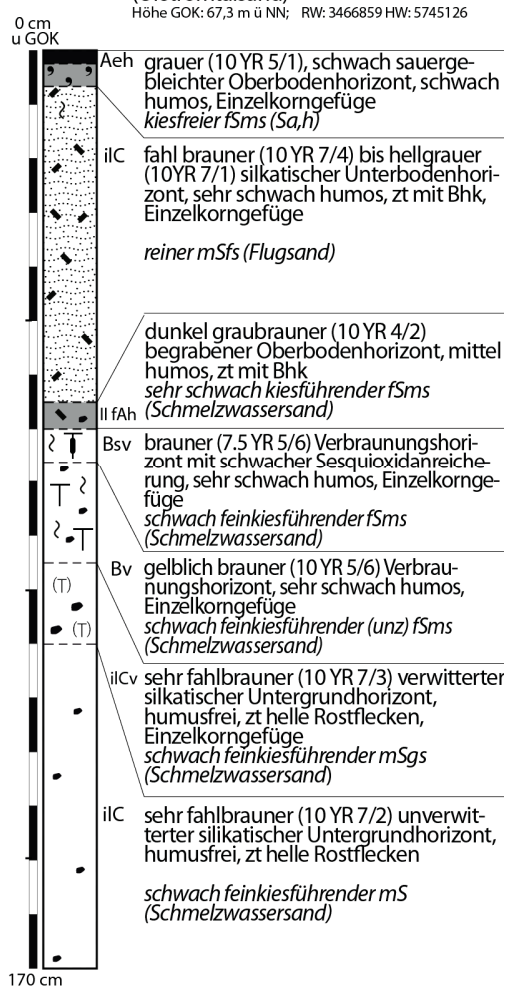 Höhe GOK: 67,3 m ü NN; RW: 3466859 HW: 5745126
0 cm
u GOK
Aeh grauer (10 YR 5/1), schwach sauerge-
bleichter Oberbodenhorizont, schwach
humos, Einzelkorngefüge
kiesfreier fSms (Sa,h)
ilC fahl brauner (10 YR 7/4) bis hellgrauer
(10YR 7/1) silkatischer Unterbodenhori-
zont, sehr schwach humos, zt mit Bhk,
Einzelkorngefüge
reiner mSfs (Flugsand)
dunkel graubrauner (10 YR 4/2)
begrabener Oberbodenhorizont, mittel
humos, zt mit Bhk
sehr schwach kiesführender fSms
II fAh (Schmelzwassersand)
Bsv brauner (7.5 YR 5/6) Verbraunungshori-
zont mit schwacher Sesquioxidanreiche-
rung, sehr schwach humos, Einzelkornge-
füge
schwach feinkiesführender fSms
(Schmelzwassersand)
Bv gelblich brauner (10 YR 5/6) Verbrau-
nungshorizont, sehr schwach humos,
(T) Einzelkorngefüge
(T) schwach feinkiesführender (unz) fSms
(Schmelzwassersand)
ilCv sehr fahlbrauner (10 YR 7/3) verwitterter
silikatischer Untergrundhorizont,
humusfrei, zt helle Rostflecken,
Einzelkorngefüge
schwach feinkiesführender mSgs
(Schmelzwassersand)
ilC sehr fahlbrauner (10 YR 7/2) unverwit-
terter silikatischer Untergrundhorizont,
humusfrei, zt helle Rostflecken
schwach feinkiesführender mS
(Schmelzwassersand)
170 cm